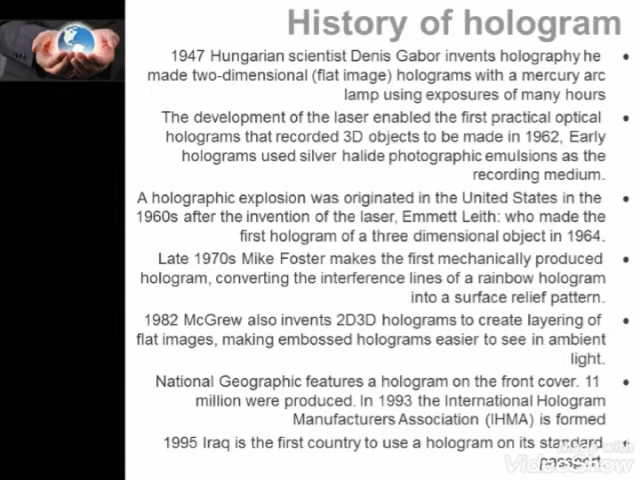 History of hologram
1947 Hungarian scientist Denis Gabor invents holography he
made two-dimensional (flat image) holograms with a mercury arc
lamp using exposures of many hours
The development of the laser enabled the first practical optical
holograms that recorded 3D objects to be made in 1962, Early
holograms used silver halide photographic emulsions as the
recording medium.
A holographic explosion was originated in the United States in the
1960s after the invention of the laser, Emmett Leith: who made the
first hologram of a three dimensional object in 1964.
Late 1970s Mike Foster makes the first mechanically produced
hologram, converting the interference lines of a rainbow hologram
into a surface relief pattern.
1982 McGrew also invents 2D3D holograms to create layering of
flat images, making embossed holograms easier to see in ambient
light.
National Geographic features a hologram on the front cover. 11
million were produced. In 1993 the International Hologram
Manufacturers Association (IHMA) is formed
1995 Iraq is the first country to use a hologram on its standard
passport
VideoShow